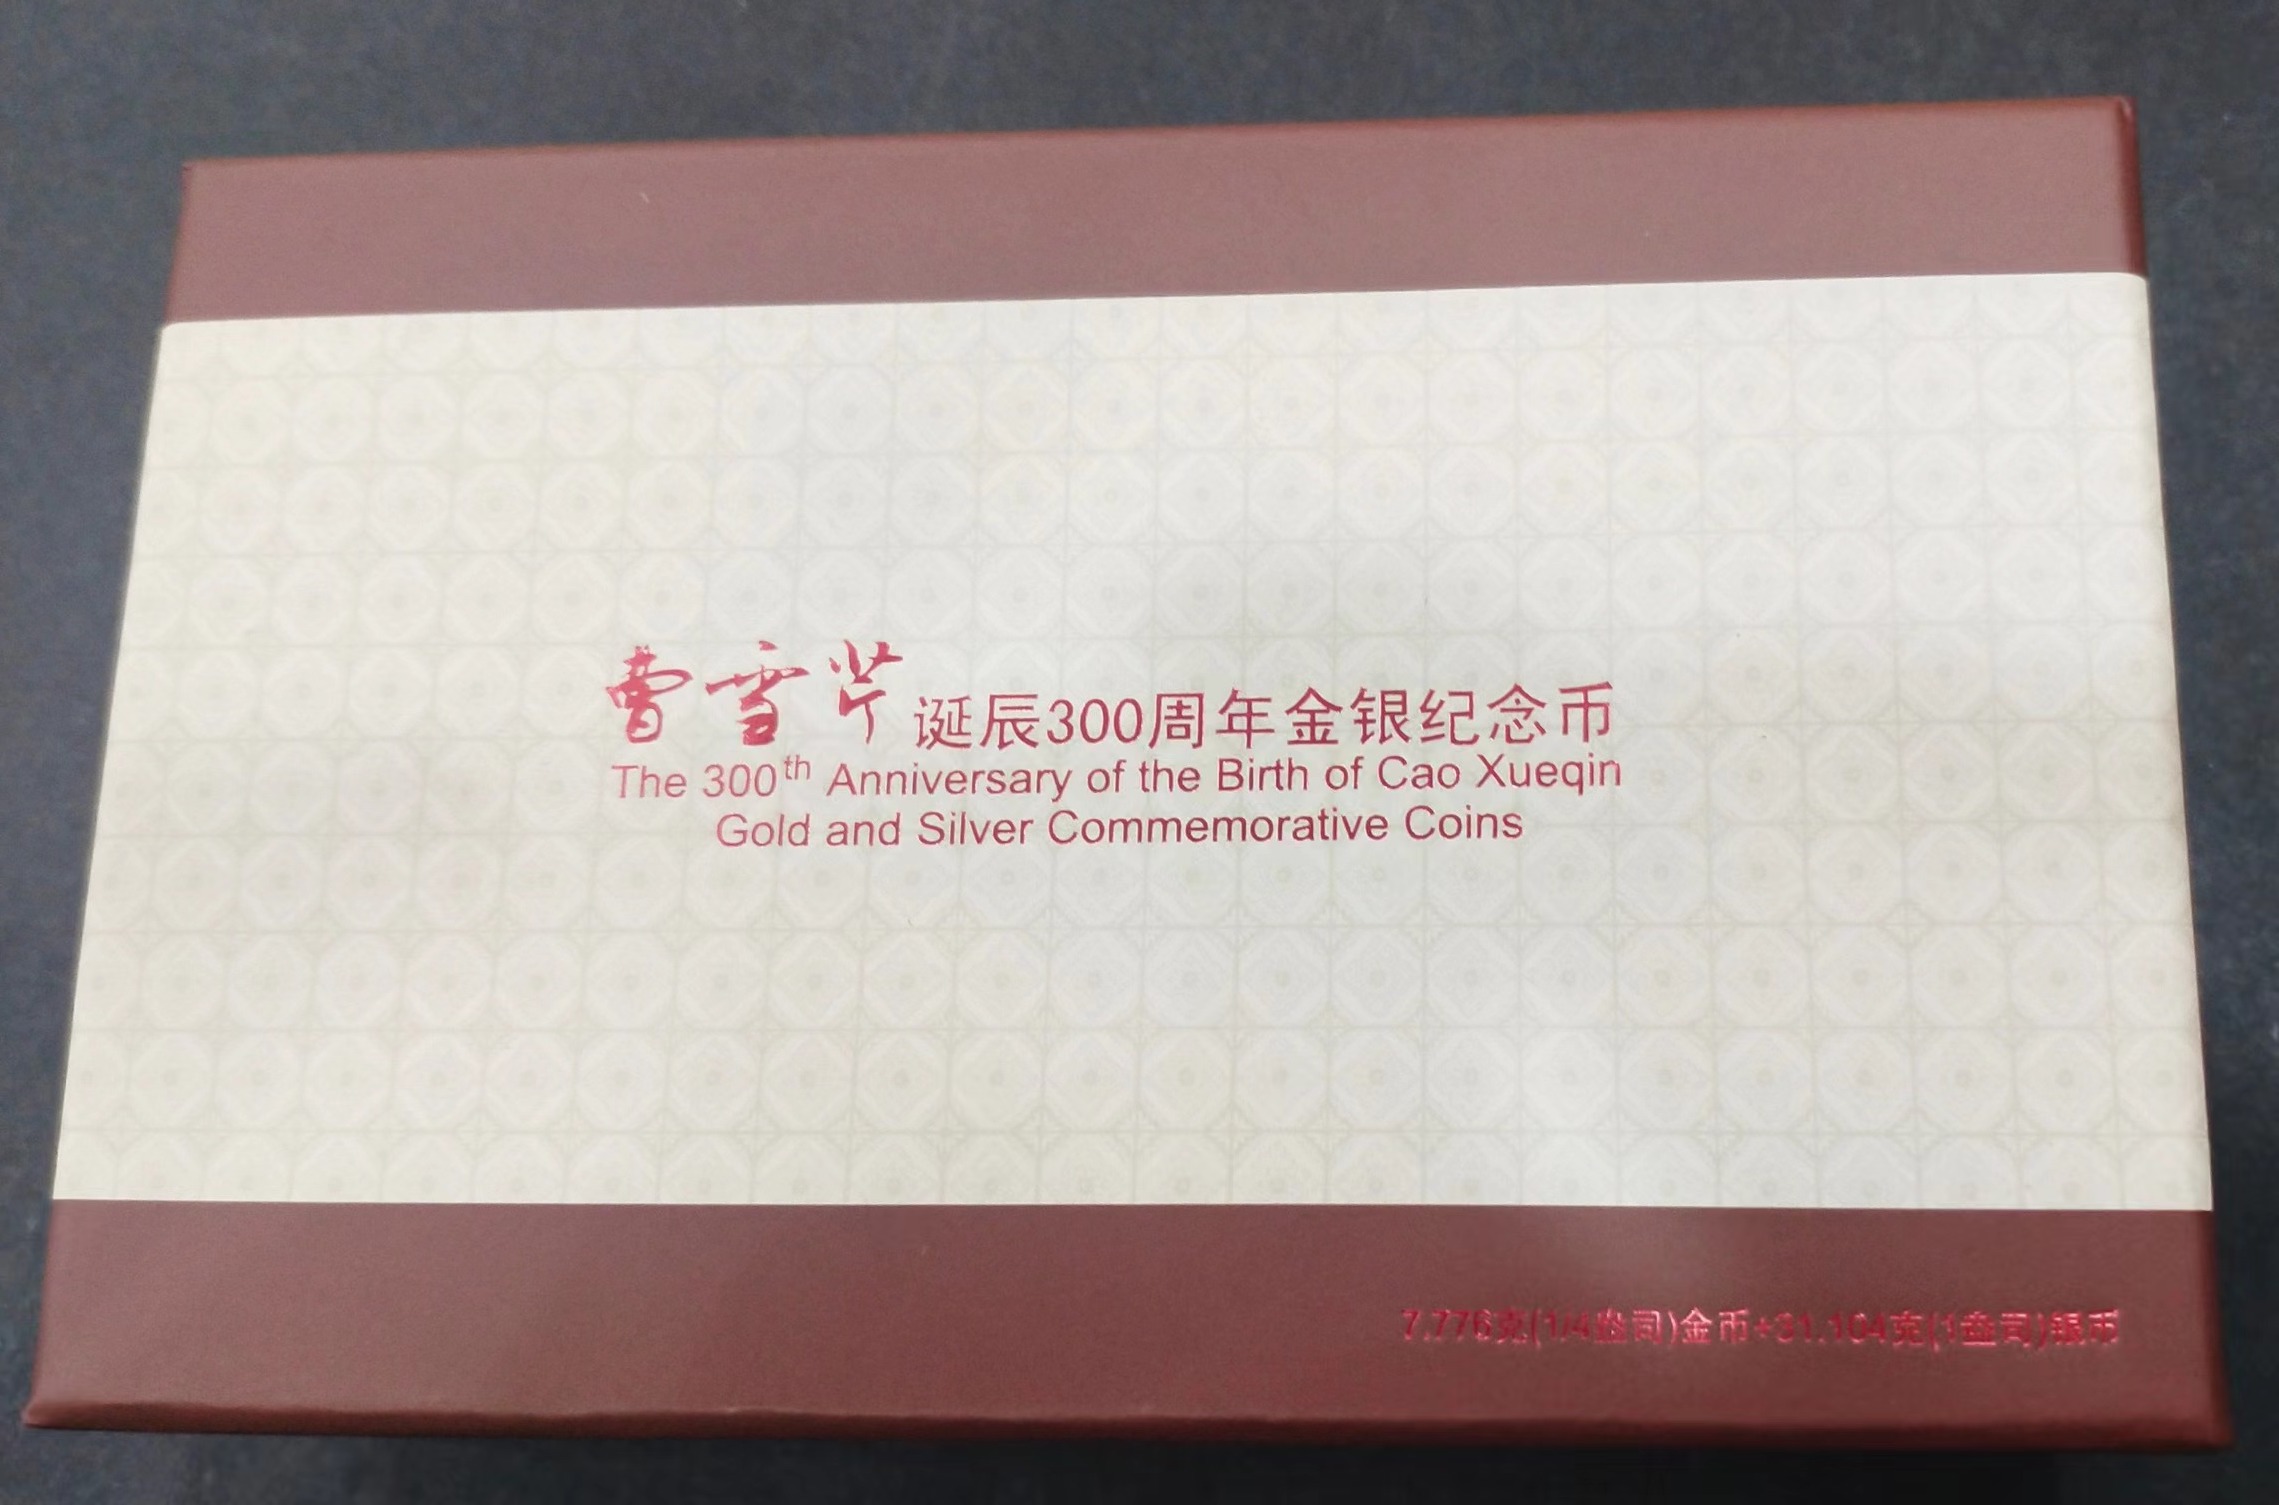 曹雪芹诞辰300周年金银纪念币
The 300th Anniversary of the Birth of Cao Xueqin
Gold and Silver Commemorative Coins
7.776克(1/4盎司)金币+31.104克(1盎司)银币